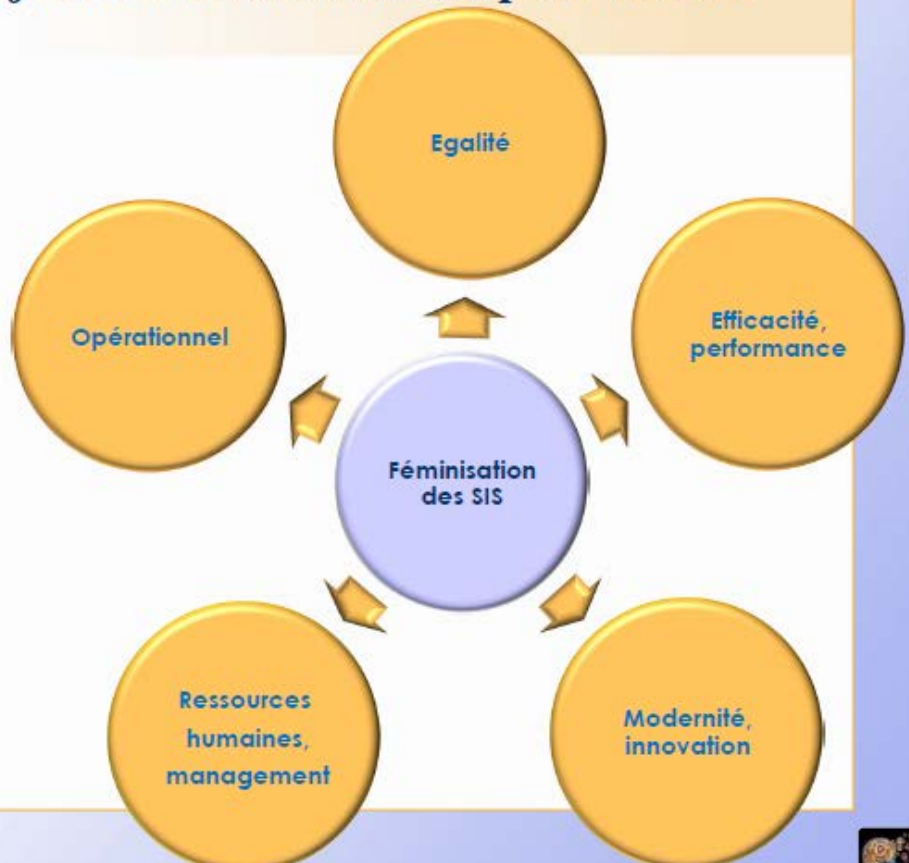 Egalité
Efficacité,
performance
Opérationnel
Féminisation
des SIS
Ressources
humaines,
management
Modernité,
innovation